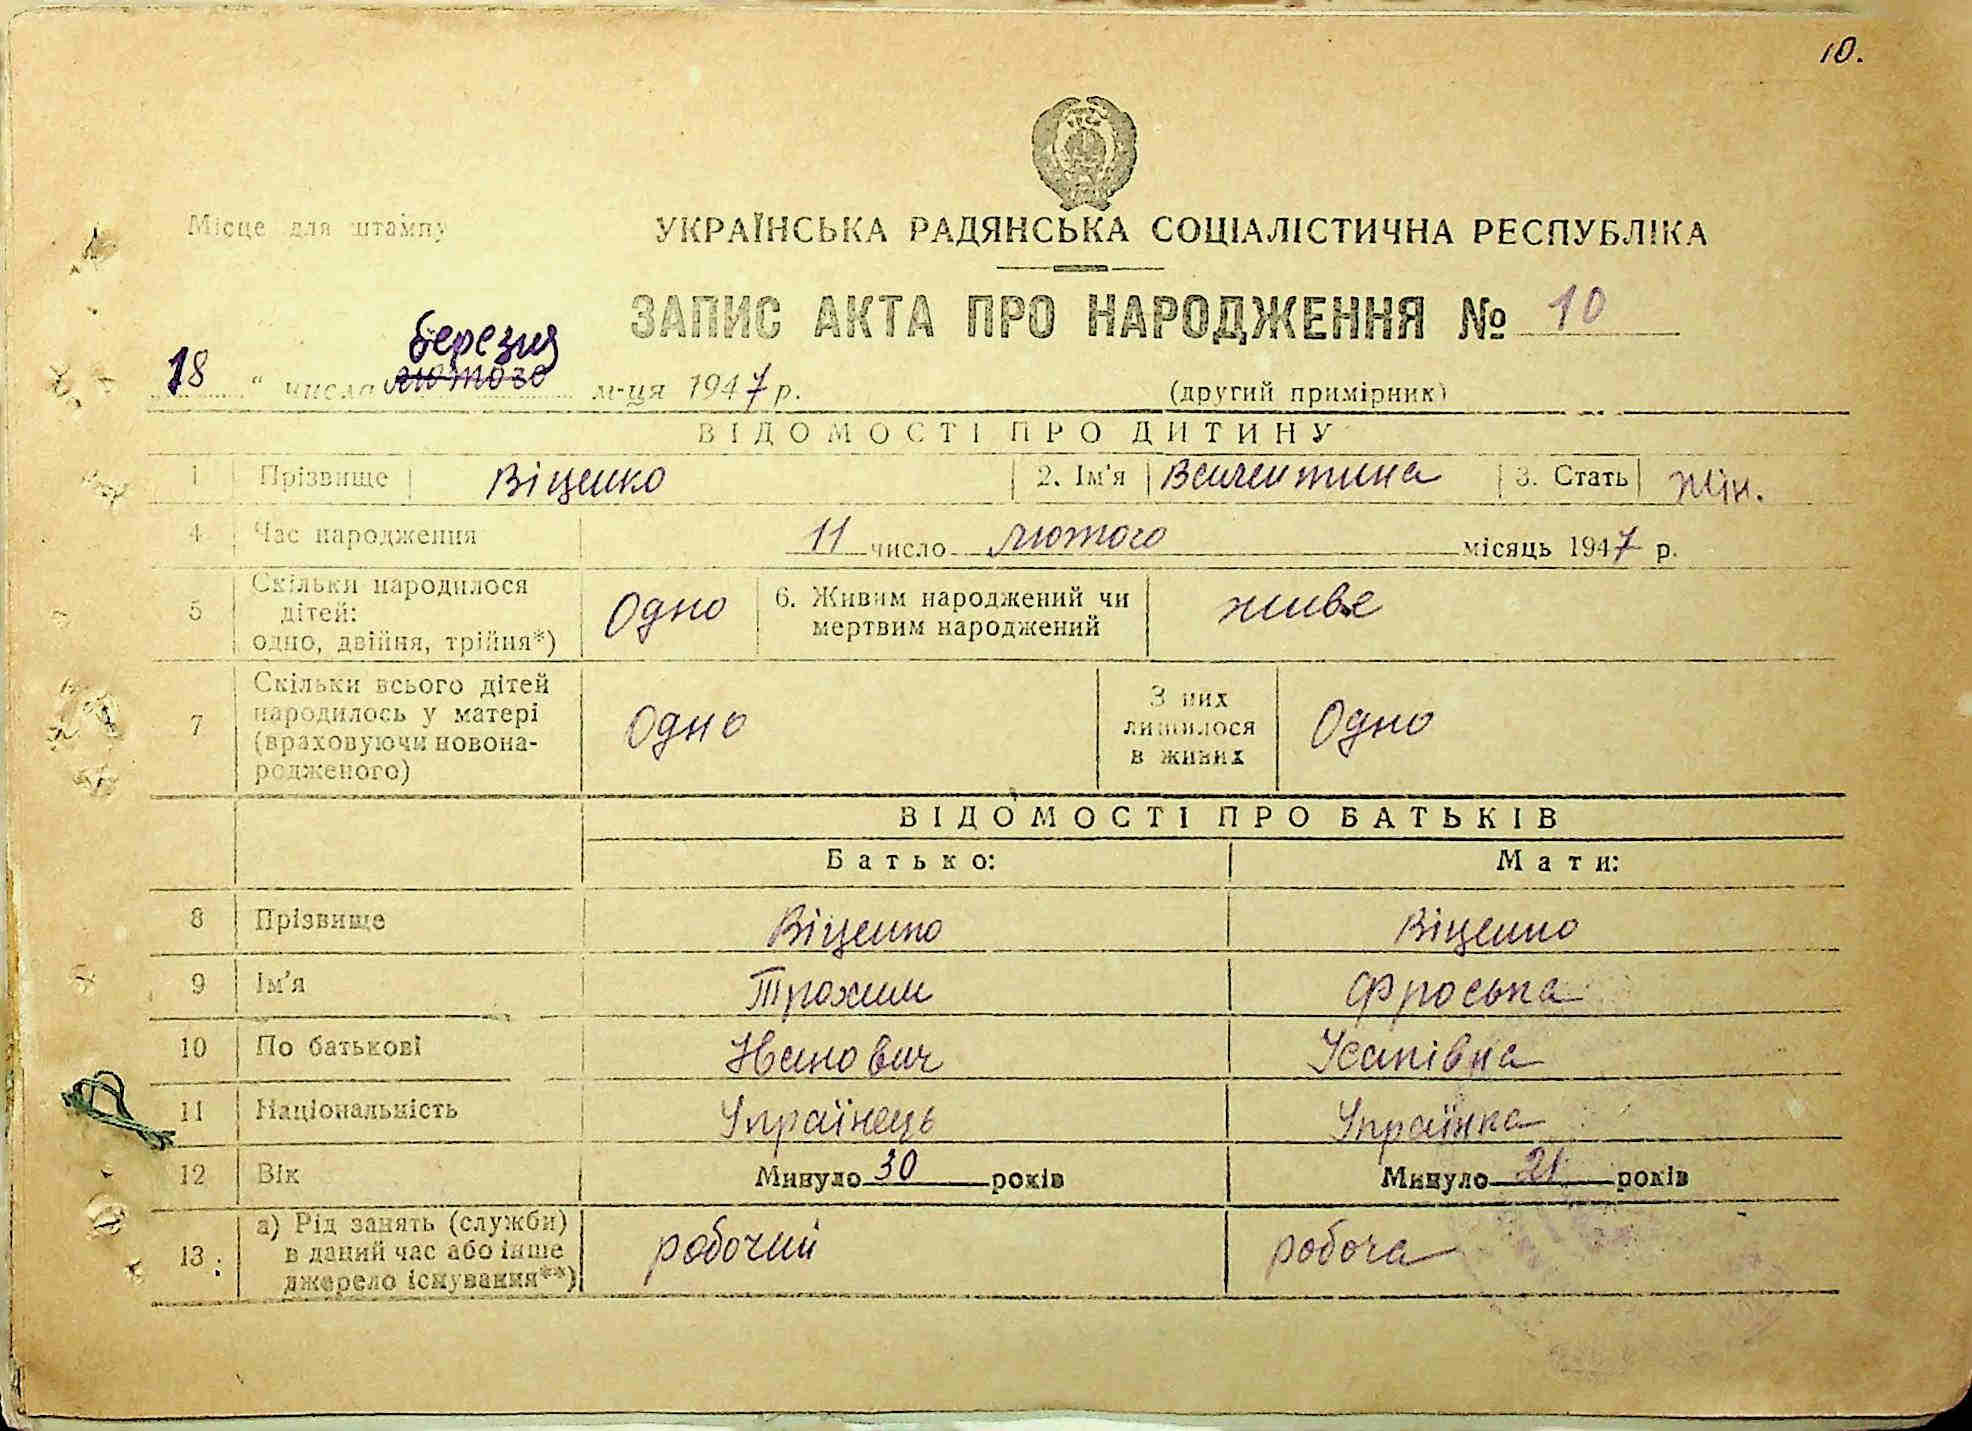 10.
Місце для штампу
УКРАЇНСЬКА РАДЯНСЬКА СОЦІАЛІСТИЧНА РЕСПУБЛІКА
ЗАПИС АКТА ПРО НАРОДЖЕННЯ № 10
березня
18 " числа лютого м-ця 1947 р.
(другий примірник)
ВІДОМОСТІ ПРО ДИТИНУ
1 Прізвище Віценко 2. Ім'я Валентина 3. Стать жін.
4 Час народження 11 число лютого місяць 1947 р.
5 Скільки народилося дітей: одно, двійня, трійня*) Одно 6. Живим народжений чи мертвим народжений живе
7 Скільки всього дітей народилось у матері (враховуючи новонародженого) Одно З них лишилося в живих Одно
ВІДОМОСТІ ПРО БАТЬКІВ
Батько: Мати:
8 Прізвище Віценко Віценко
9 Ім'я Трохим Фроська
10 По батькові Іванович Усапівна
11 Національність Українець Українка
12 Вік Минуло 30 років Минуло 21 років
13 а) Рід занять (служби) в даний час або інше джерело існування**) робочий робоча